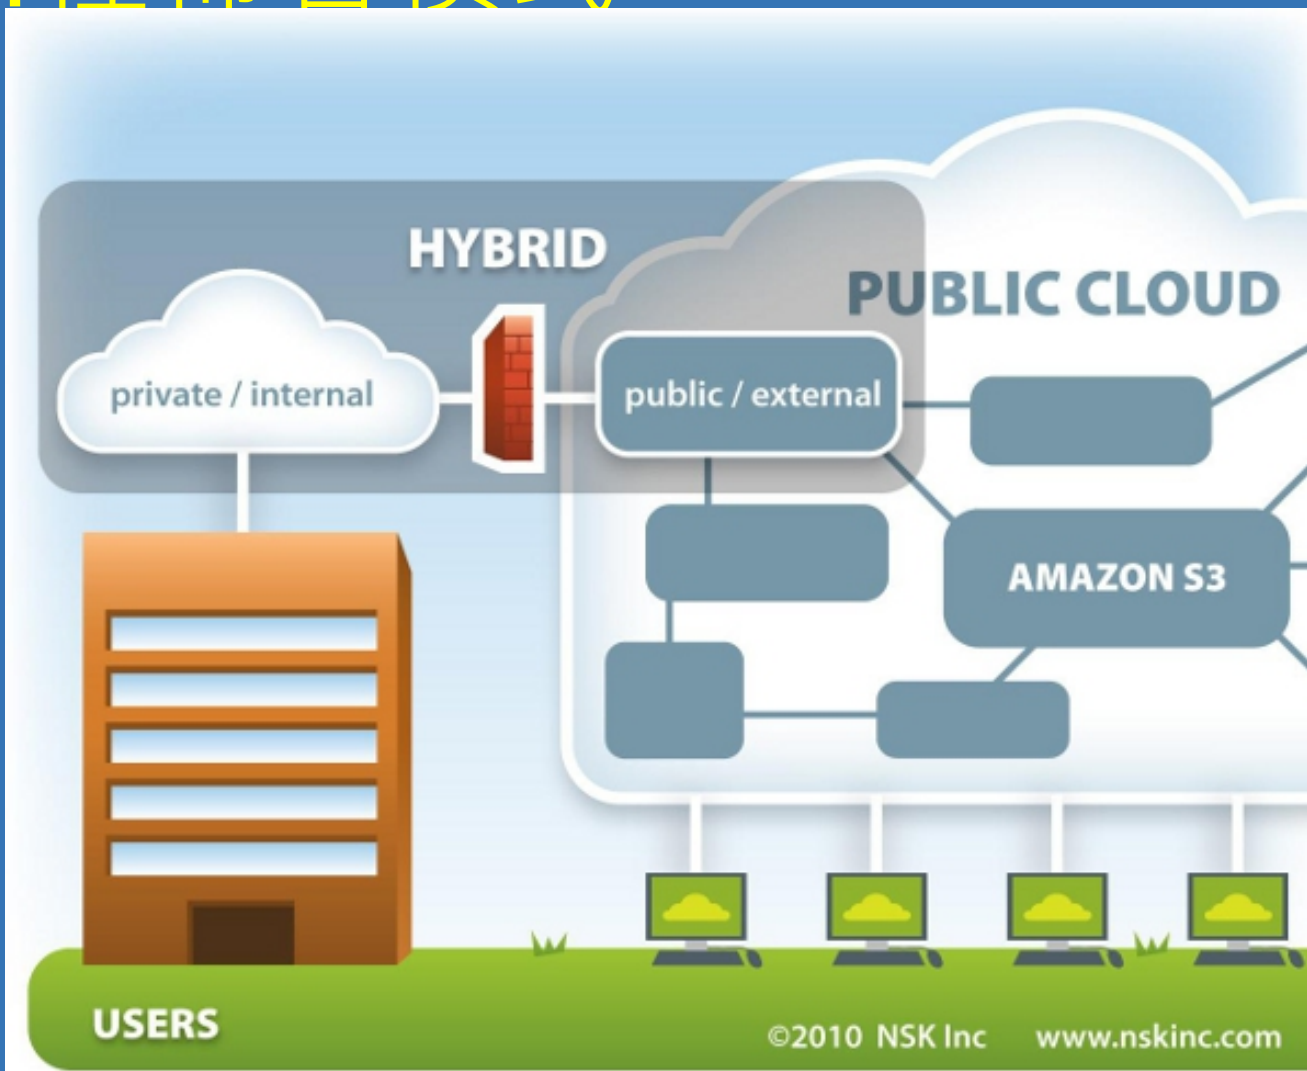 HYBRID
PUBLIC CLOUD
private / internal
public / external
AMAZON S3
USERS
©2010 NSK Inc www.nskinc.com